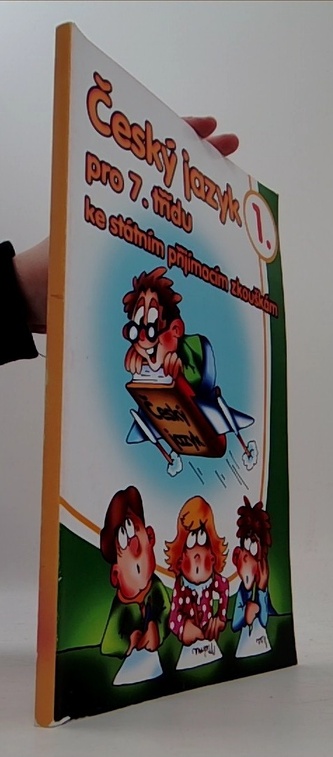 Český jazyk
pro 7. třídu
1.
ke státním přijímacím zkouškám
Český
jazyk